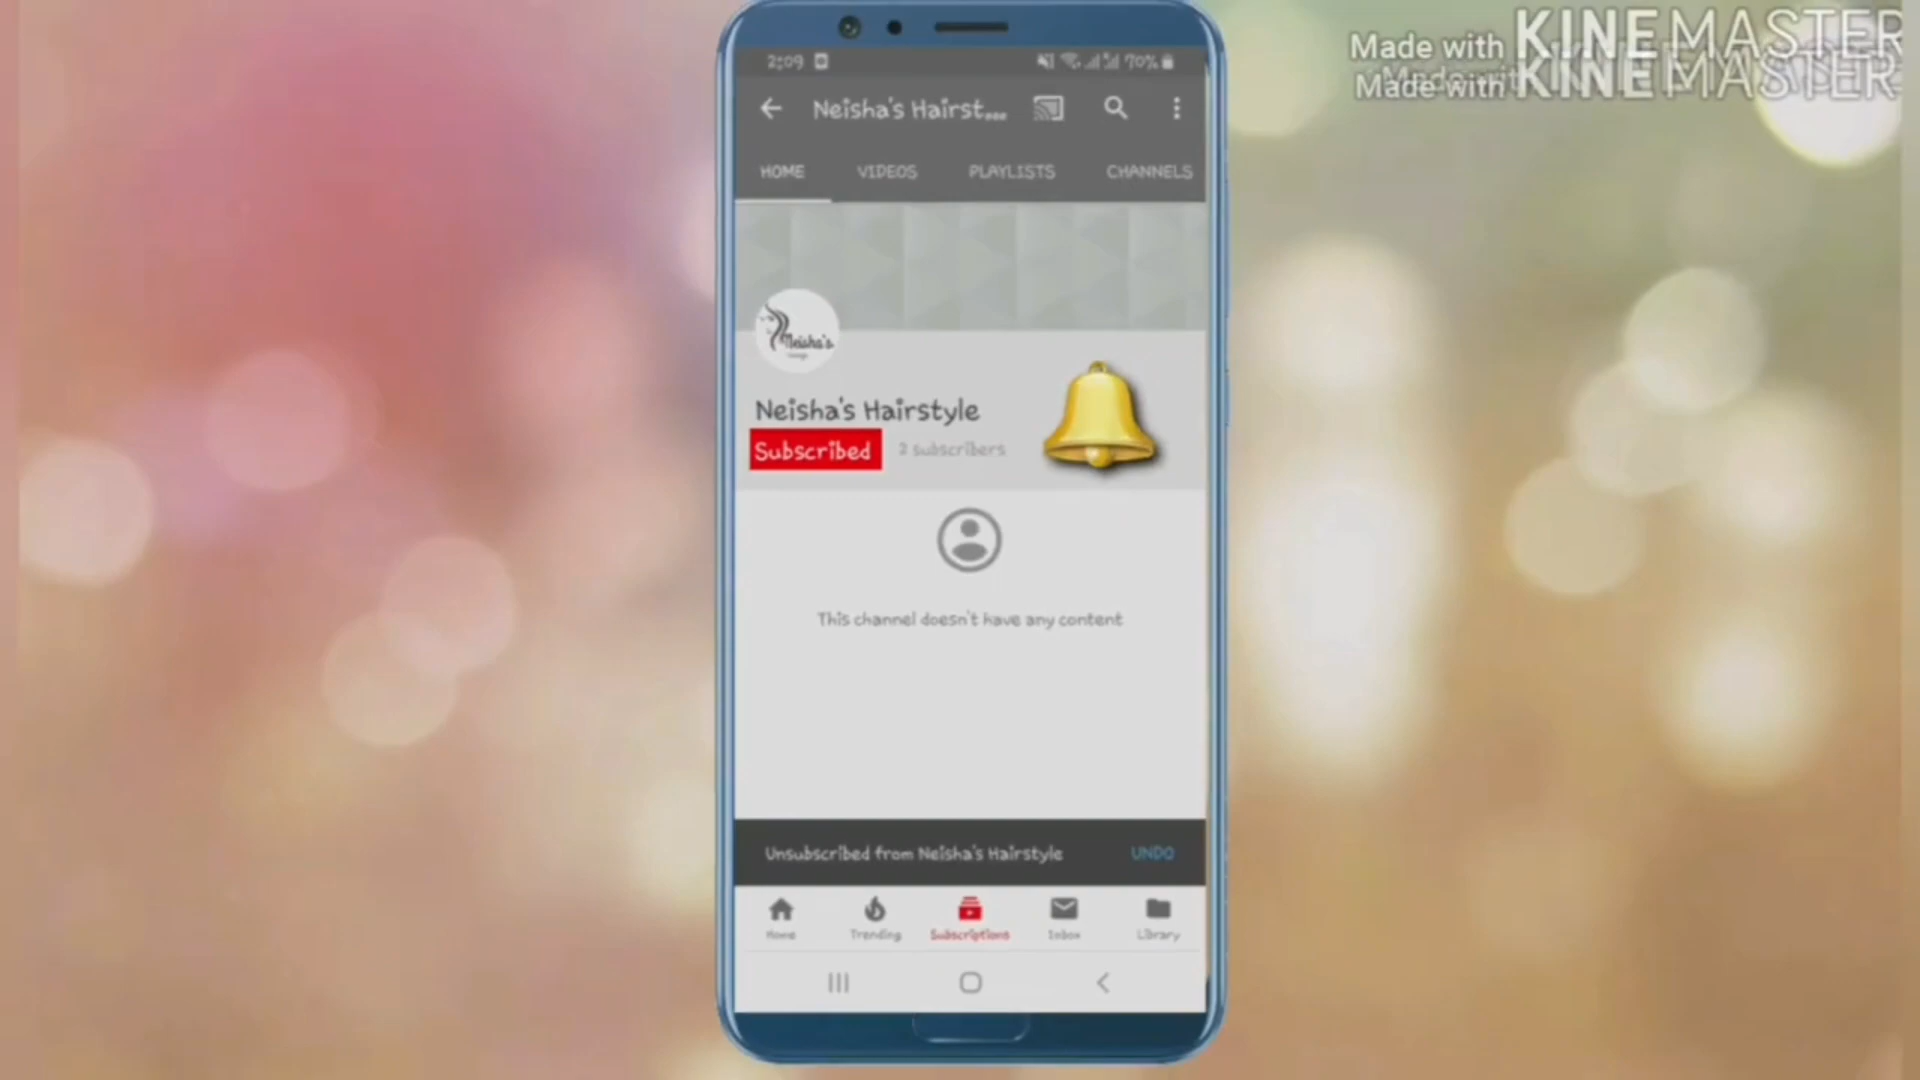 Made with KINEMASTER
Made with KINEMASTER
2:09 70%
Neisha's Hairst...
HOME VIDEOS PLAYLISTS CHANNELS
Neisha's
Neisha's Hairstyle
Subscribed 2 subscribers
This channel doesn't have any content
Unsubscribed from Neisha's Hairstyle UNDO
Home Trending Subscriptions Inbox Library